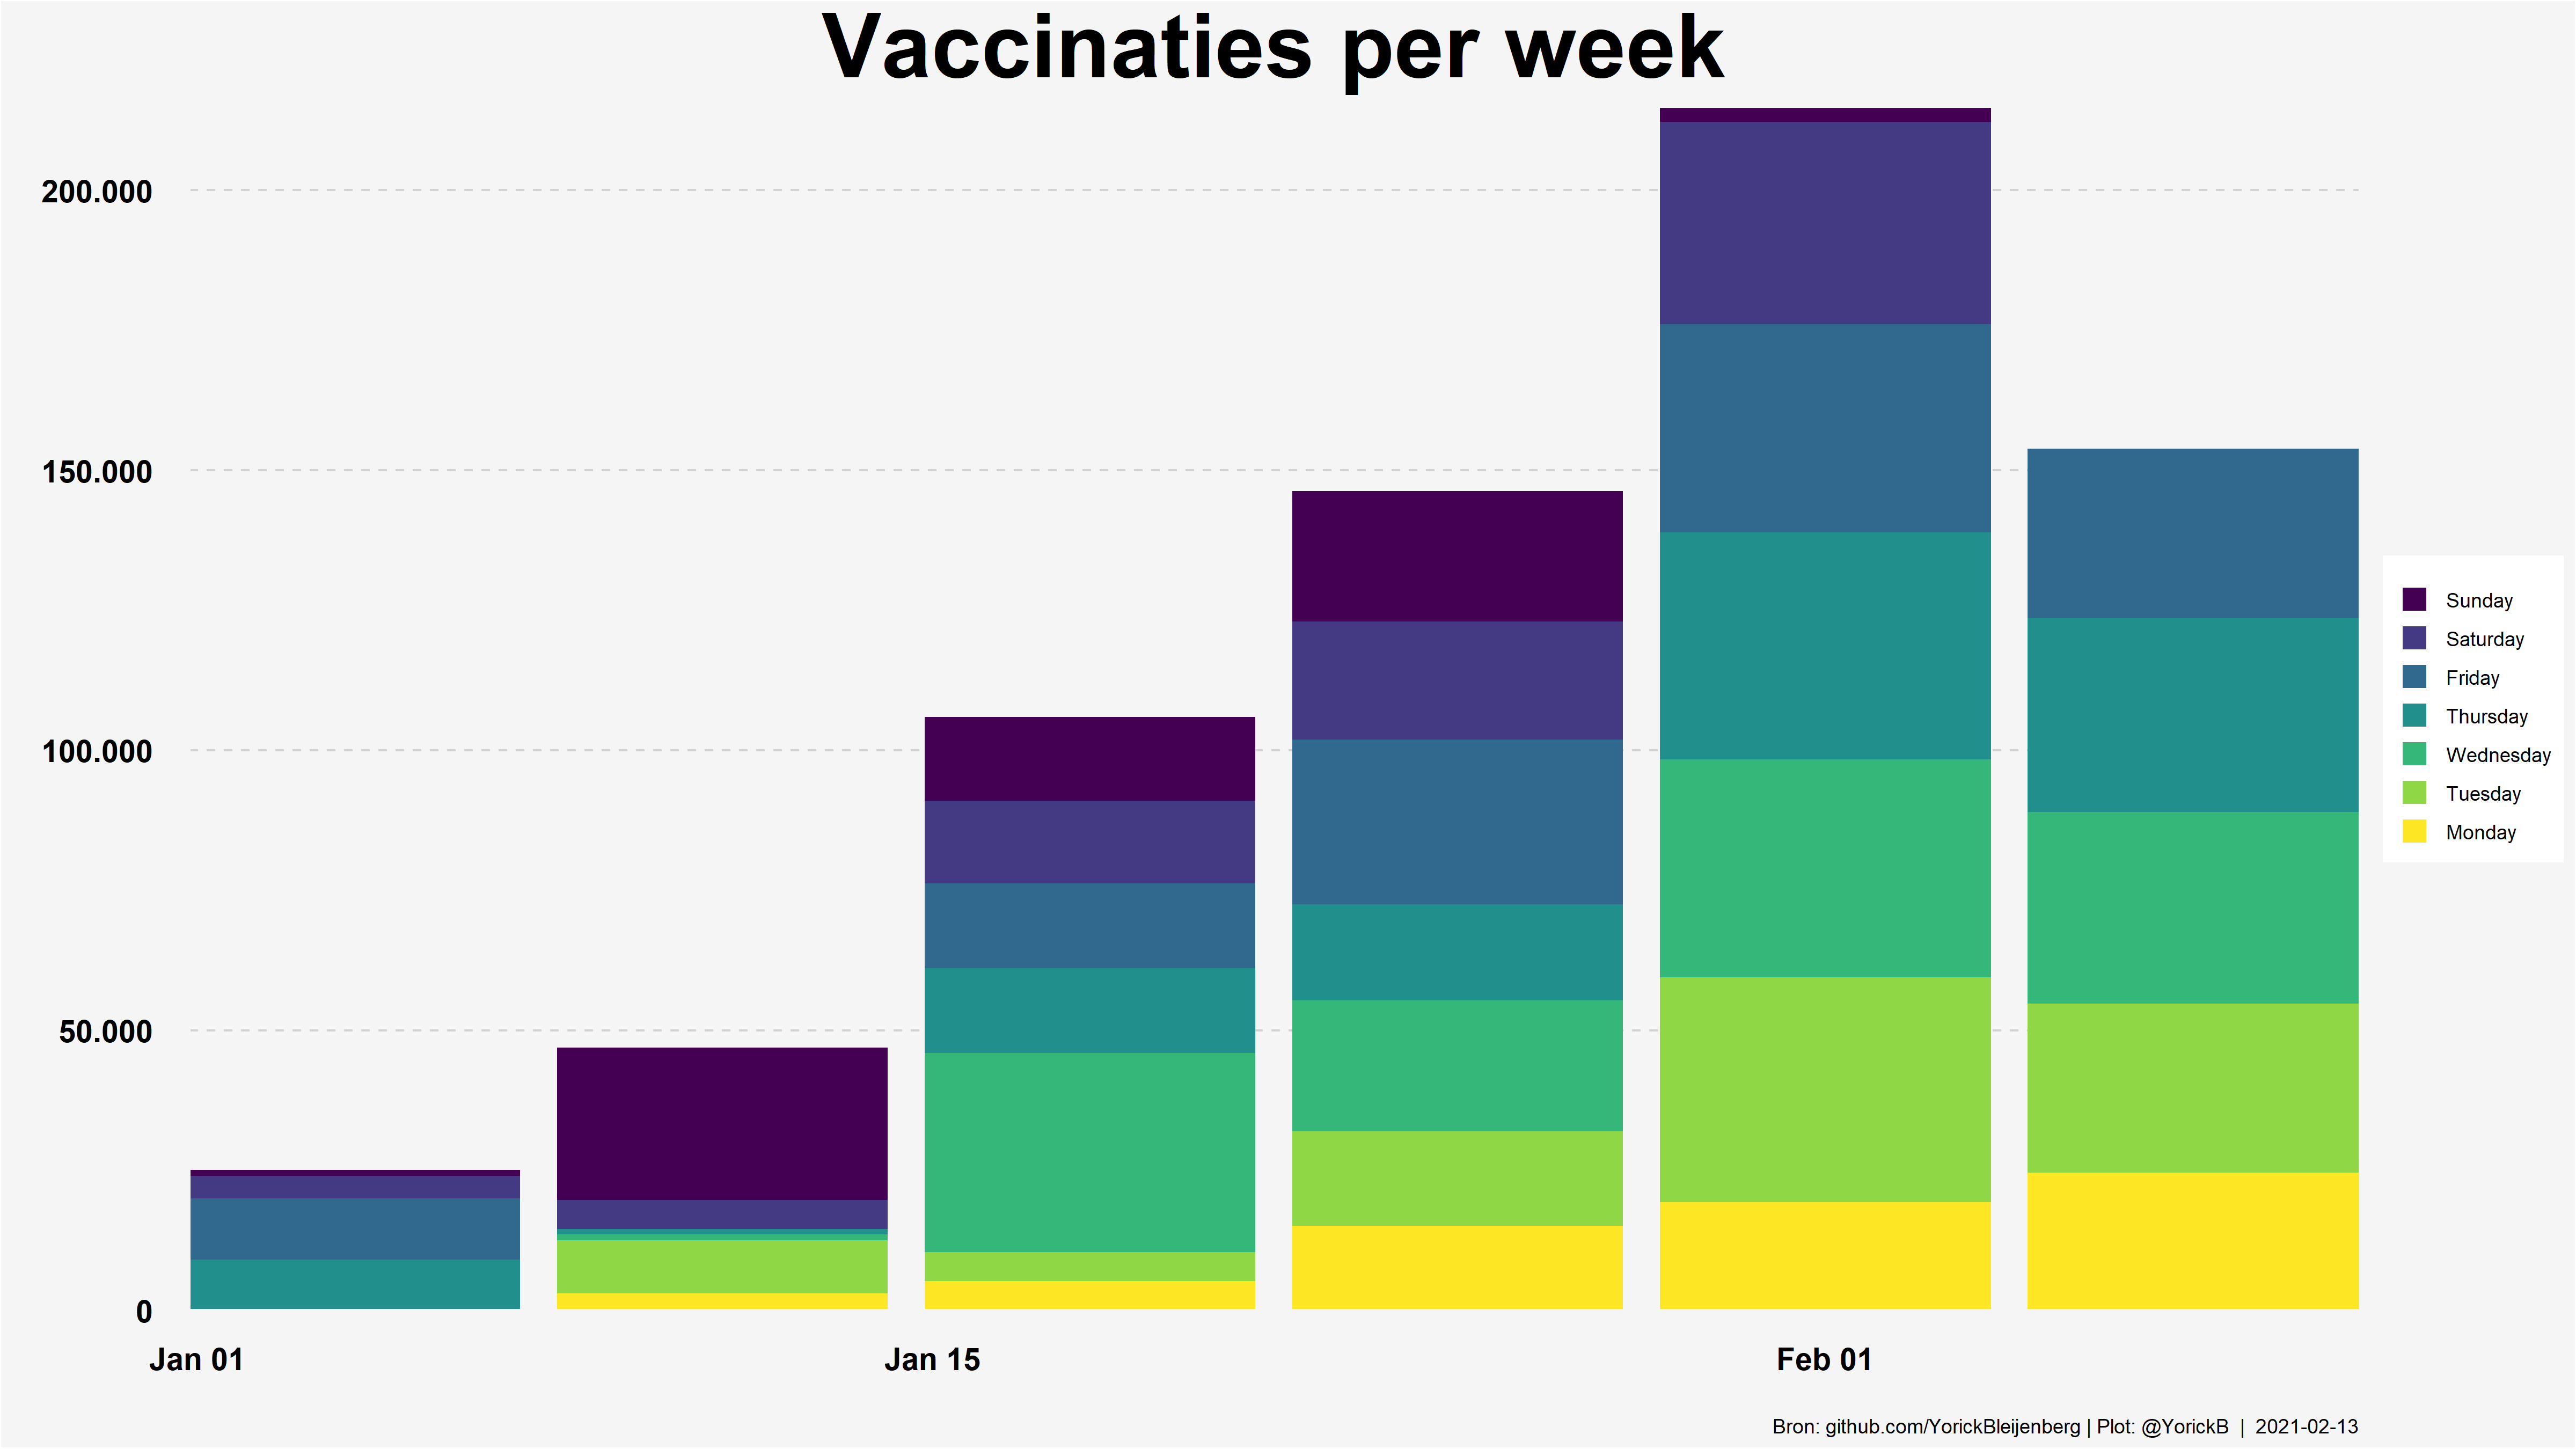 Vaccinaties per week
200.000
150.000
100.000
50.000
0
Jan 01
Jan 15
Feb 01
Sunday
Saturday
Friday
Thursday
Wednesday
Tuesday
Monday
Bron: github.com/YorickBleijenberg | Plot: @YorickB | 2021-02-13